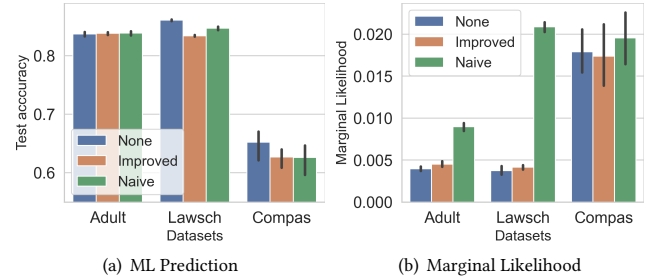 Test acccuracy
0.8
0.7
0.6
None
Improved
Naive
Adult
Lawsch
Compas
Datasets
(a) ML Prediction
Marginal Likelihood
0.020
0.015
0.010
0.005
0.000
None
Improved
Naive
Adult
Lawsch
Compas
Datasets
(b) Marginal Likelihood